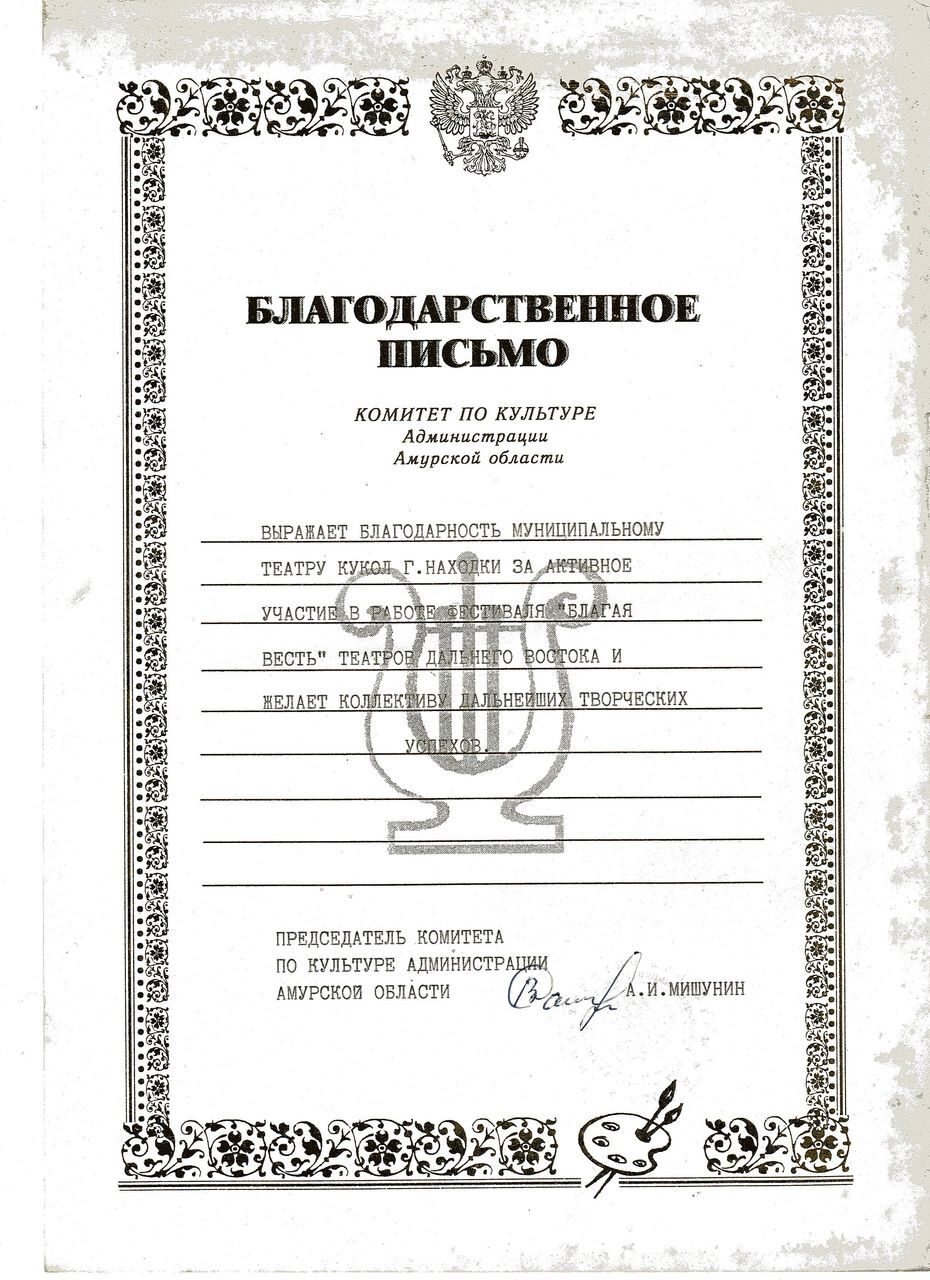 БЛАГОДАРСТВЕННОЕ
ПИСЬМО
КОМИТЕТ ПО КУЛЬТУРЕ
Администрации
Амурской области
ВЫРАЖАЕТ БЛАГОДАРНОСТЬ МУНИЦИПАЛЬНОМУ
ТЕАТРУ КУКОЛ Г.НАХОДКИ ЗА АКТИВНОЕ
УЧАСТИЕ В РАБОТЕ ФЕСТИВАЛЯ "БЛАГАЯ
ВЕСТЬ" ТЕАТРОВ ДАЛЬНЕГО ВОСТОКА И
ЖЕЛАЕТ КОЛЛЕКТИВУ ДАЛЬНЕЙШИХ ТВОРЧЕСКИХ
УСПЕХОВ.
ПРЕДСЕДАТЕЛЬ КОМИТЕТА
ПО КУЛЬТУРЕ АДМИНИСТРАЦИИ
АМУРСКОЙ ОБЛАСТИ А.И.МИШУНИН